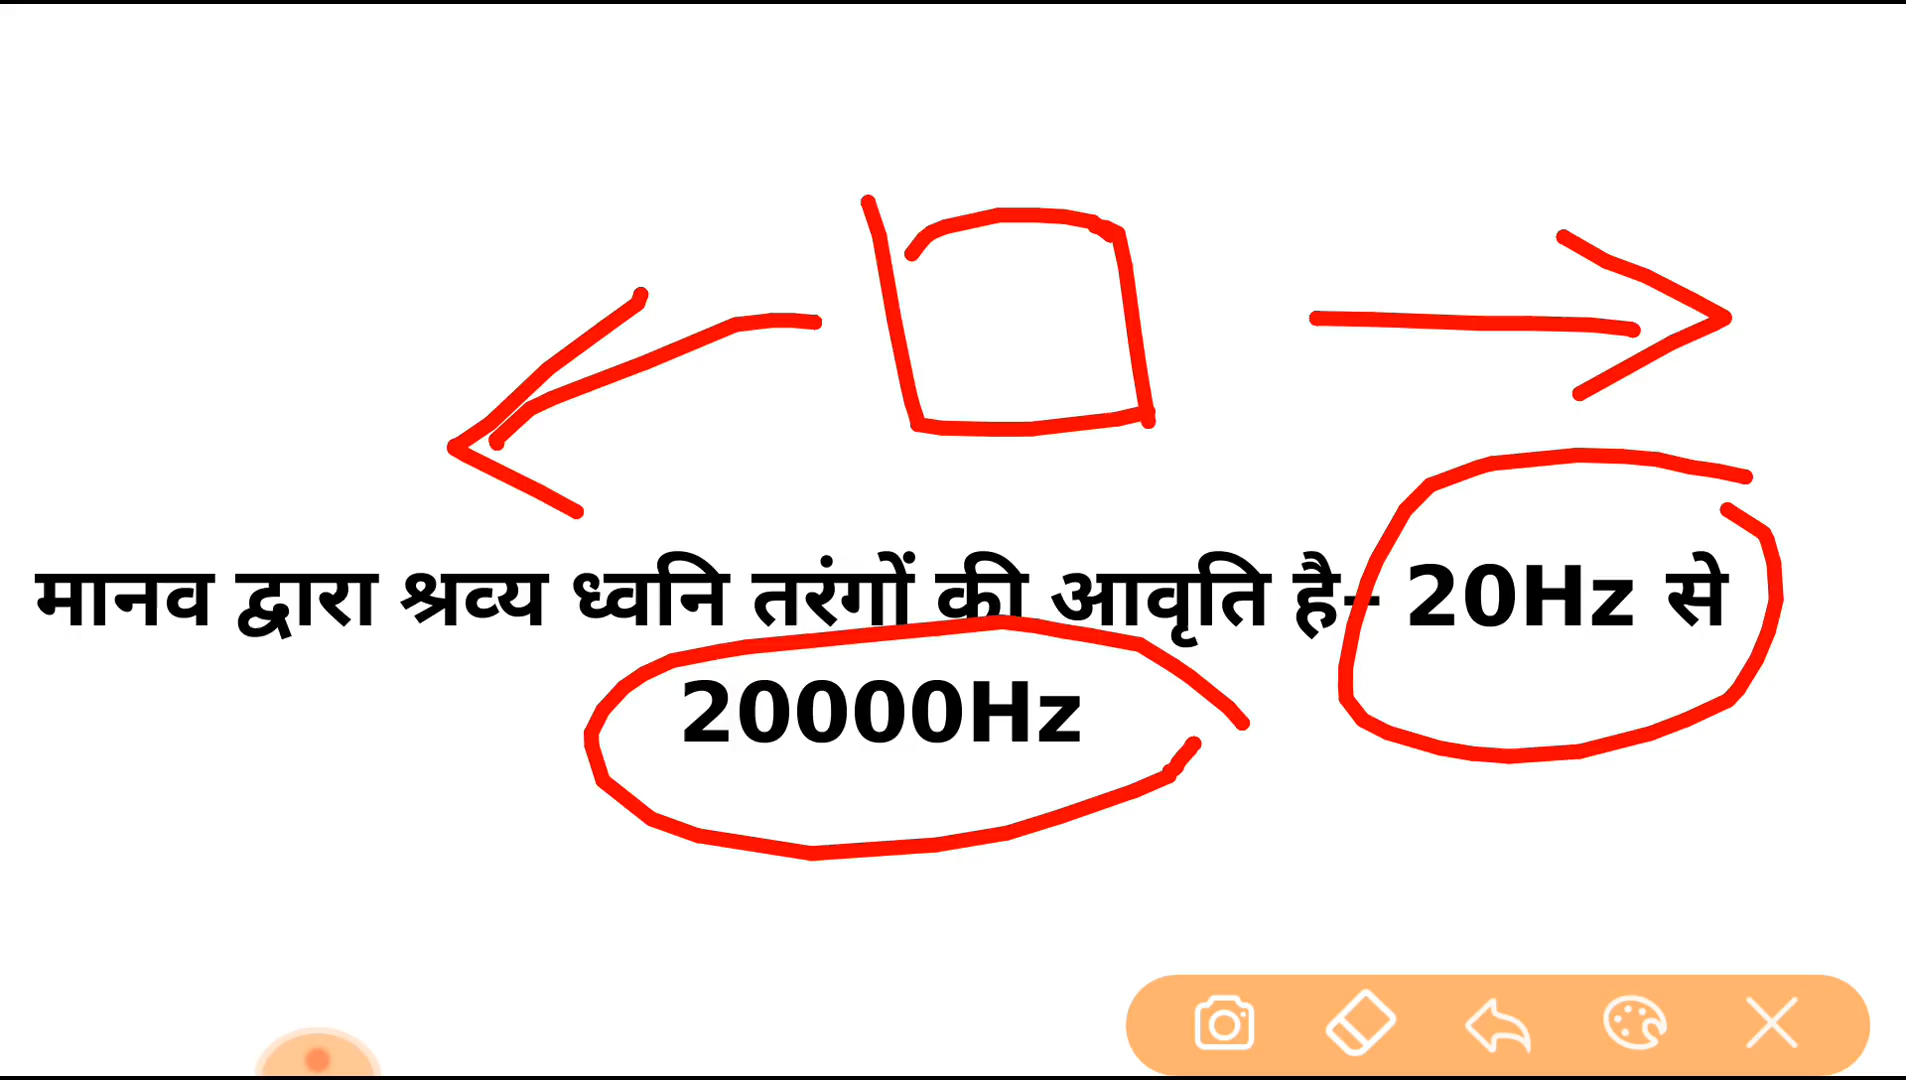 मानव द्वारा श्रव्य ध्वनि तरंगों की आवृति है- 20Hz से
20000Hz